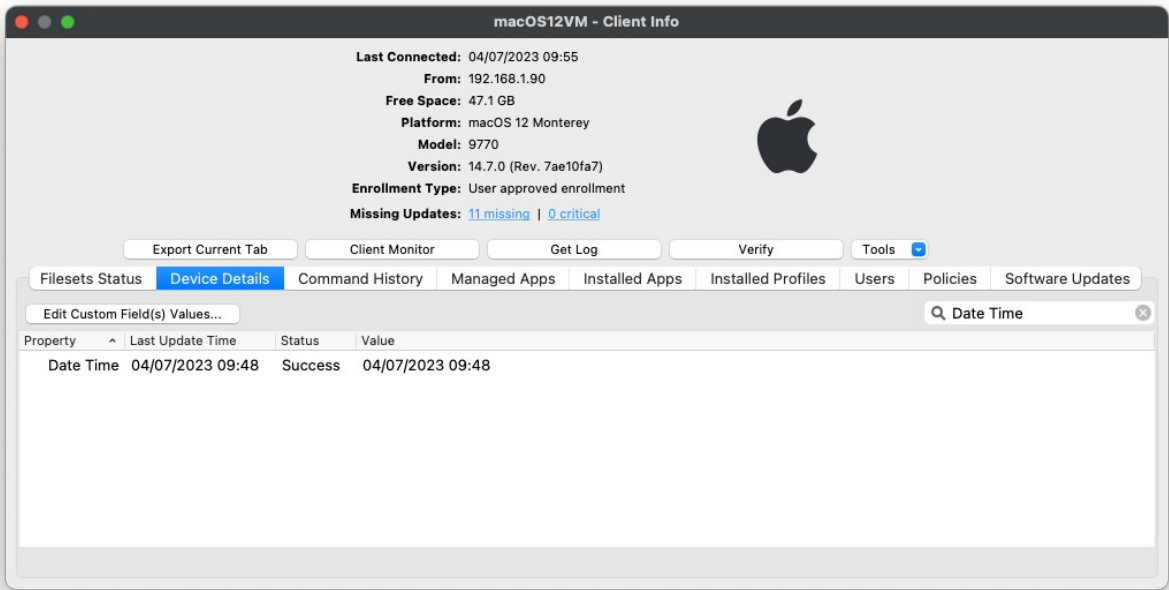 macOS12VM - Client Info
Last Connected: 04/07/2023 09:55
From: 192.168.1.90
Free Space: 47.1 GB
Platform: macOS 12 Monterey
Model: 9770
Version: 14.7.0 (Rev. 7ae10fa7)
Enrollment Type: User approved enrollment
Missing Updates: 11 missing | 0 critical
Export Current Tab Client Monitor Get Log Verify Tools
Filesets Status Device Details Command History Managed Apps Installed Apps Installed Profiles Users Policies Software Updates
Edit Custom Field(s) Values... Date Time
Property Last Update Time Status Value
Date Time 04/07/2023 09:48 Success 04/07/2023 09:48